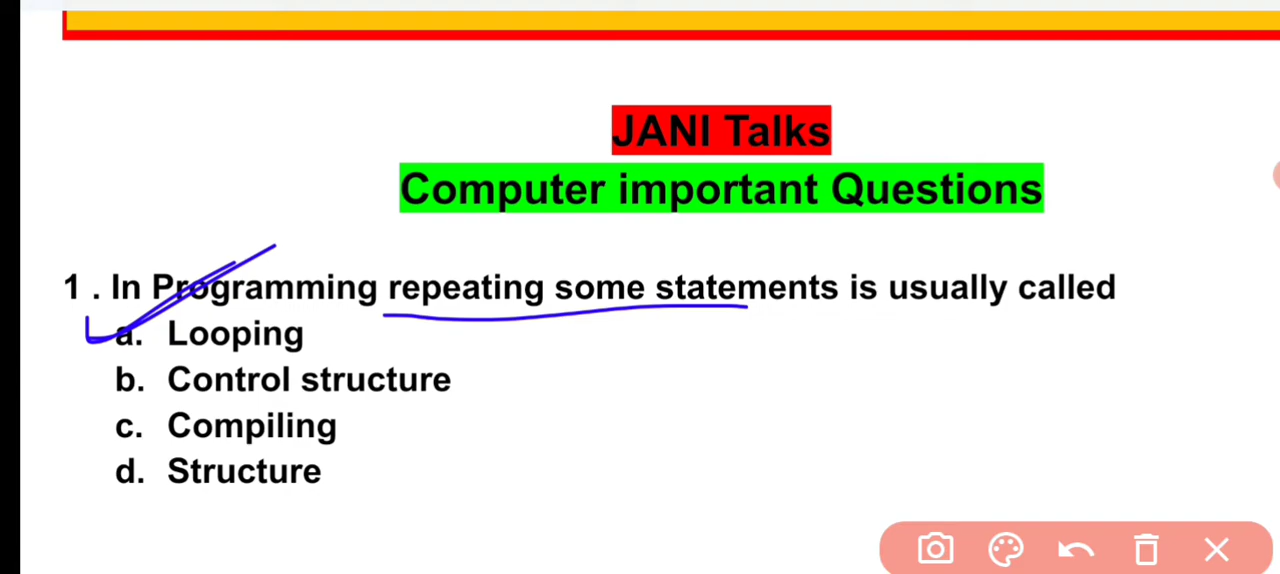 JANI Talks
Computer important Questions
1 . In Programming repeating some statements is usually called
a. Looping
b. Control structure
c. Compiling
d. Structure